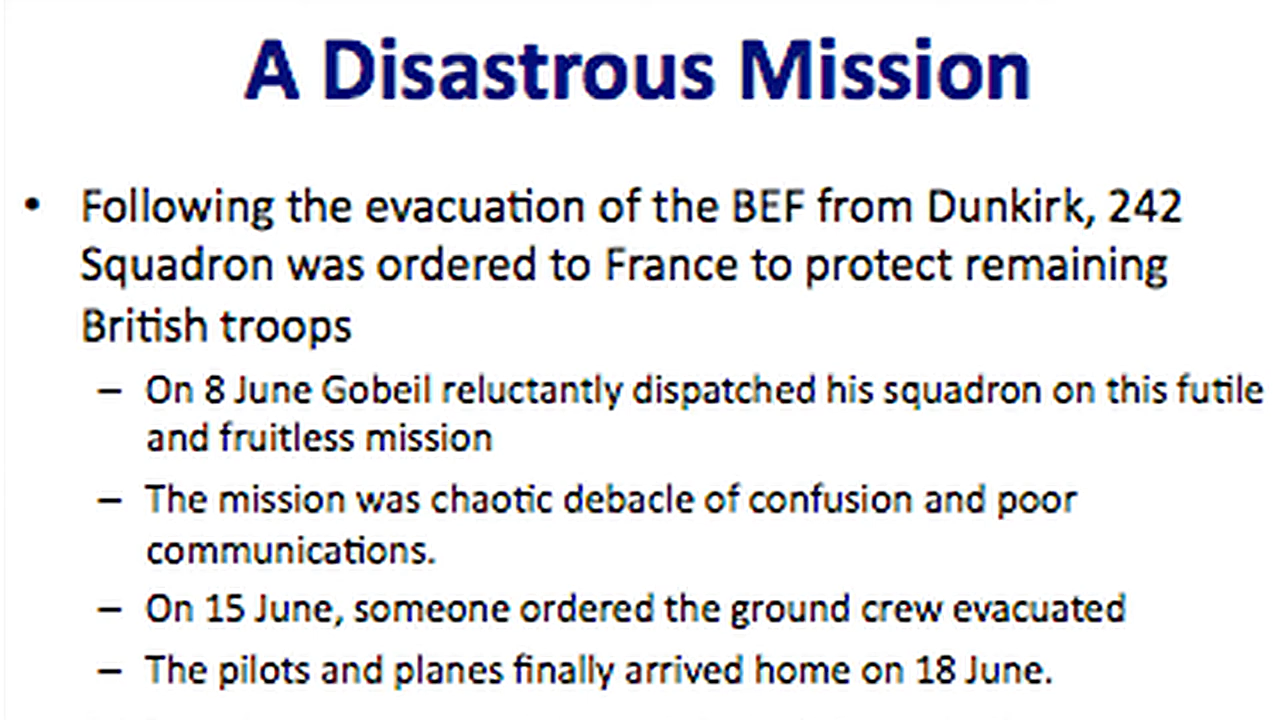 A Disastrous Mission
• Following the evacuation of the BEF from Dunkirk, 242
Squadron was ordered to France to protect remaining
British troops
– On 8 June Gobeil reluctantly dispatched his squadron on this futile
and fruitless mission
– The mission was chaotic debacle of confusion and poor
communications.
– On 15 June, someone ordered the ground crew evacuated
– The pilots and planes finally arrived home on 18 June.